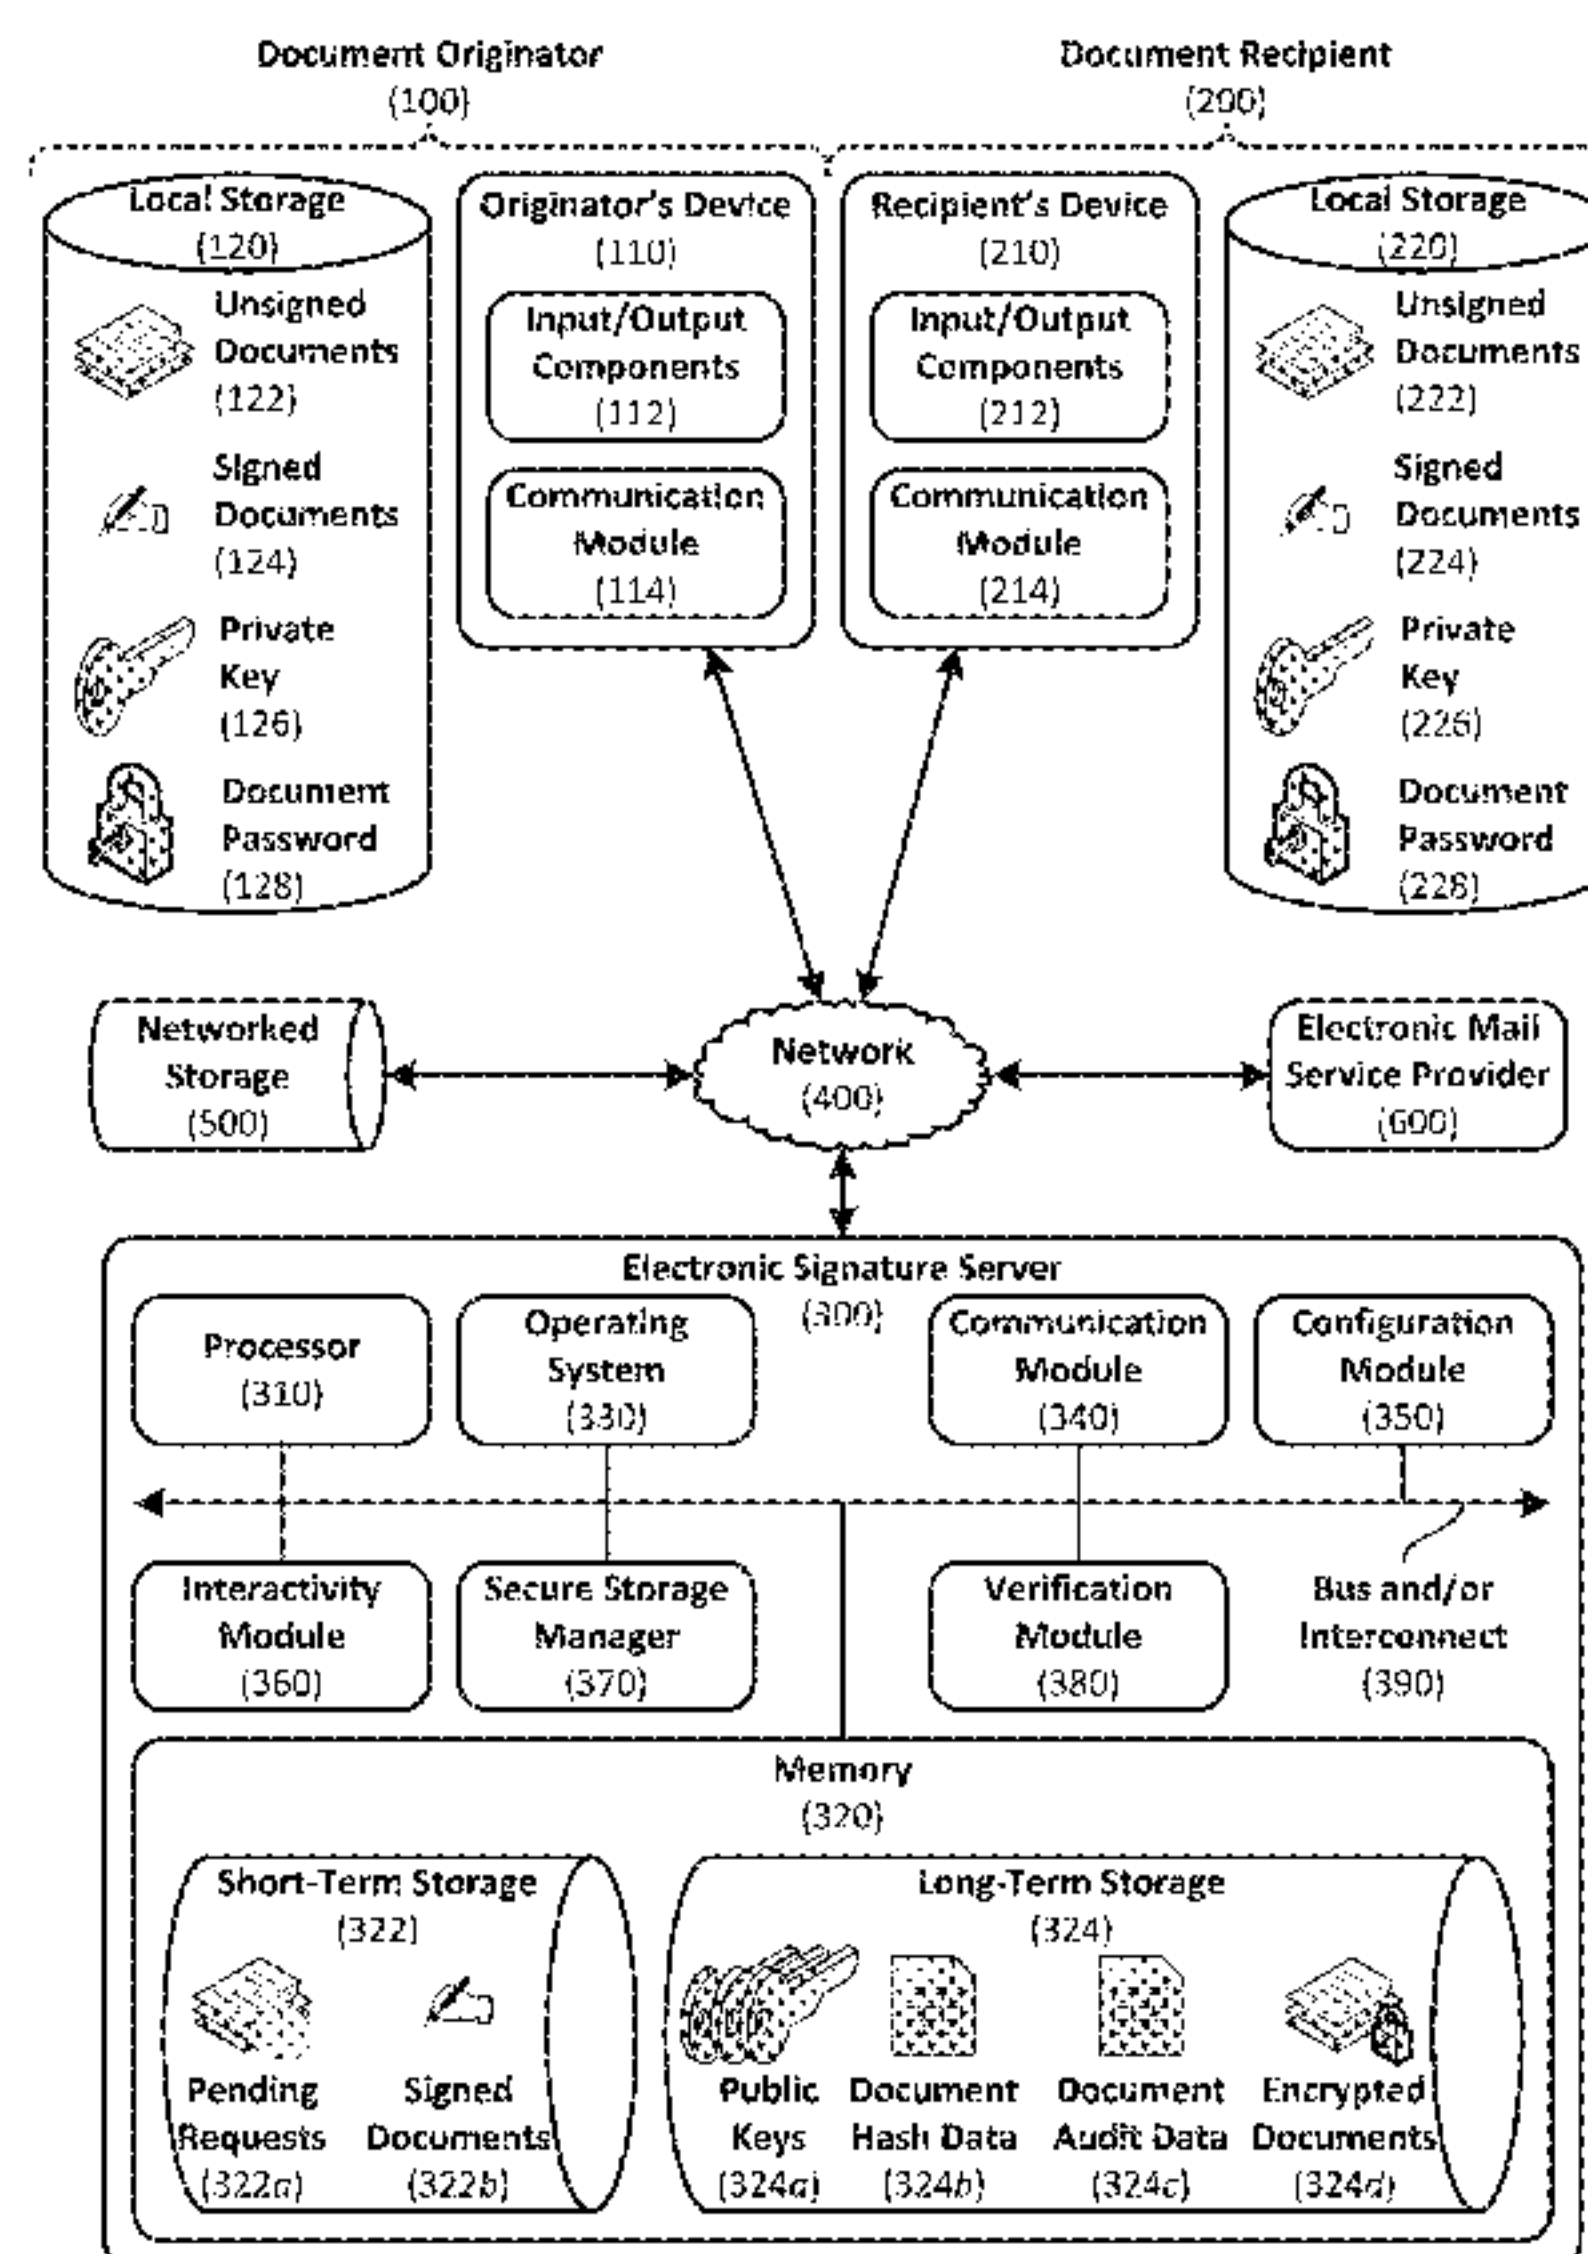 Document Originator
(100)
Document Recipient
(200)
Local Storage
(120)
Unsigned
Documents
(122)
Signed
Documents
(124)
Private
Key
(126)
Document
Password
(128)
Originator's Device
(110)
Input/Output
Components
(112)
Communication
Module
(114)
Recipient's Device
(210)
Input/Output
Components
(212)
Communication
Module
(214)
Local Storage
(220)
Unsigned
Documents
(222)
Signed
Documents
(224)
Private
Key
(226)
Document
Password
(228)
Networked
Storage
(500)
Network
(400)
Electronic Mail
Service Provider
(600)
Electronic Signature Server
(300)
Processor
(310)
Operating
System
(330)
Communication
Module
(340)
Configuration
Module
(350)
Interactivity
Module
(360)
Secure Storage
Manager
(370)
Verification
Module
(380)
Bus and/or
Interconnect
(390)
Memory
(320)
Short-Term Storage
(322)
Pending
Requests
(322a)
Signed
Documents
(322b)
Long-Term Storage
(324)
Public
Keys
(324a)
Document
Hash Data
(324b)
Document
Audit Data
(324c)
Encrypted
Documents
(324d)